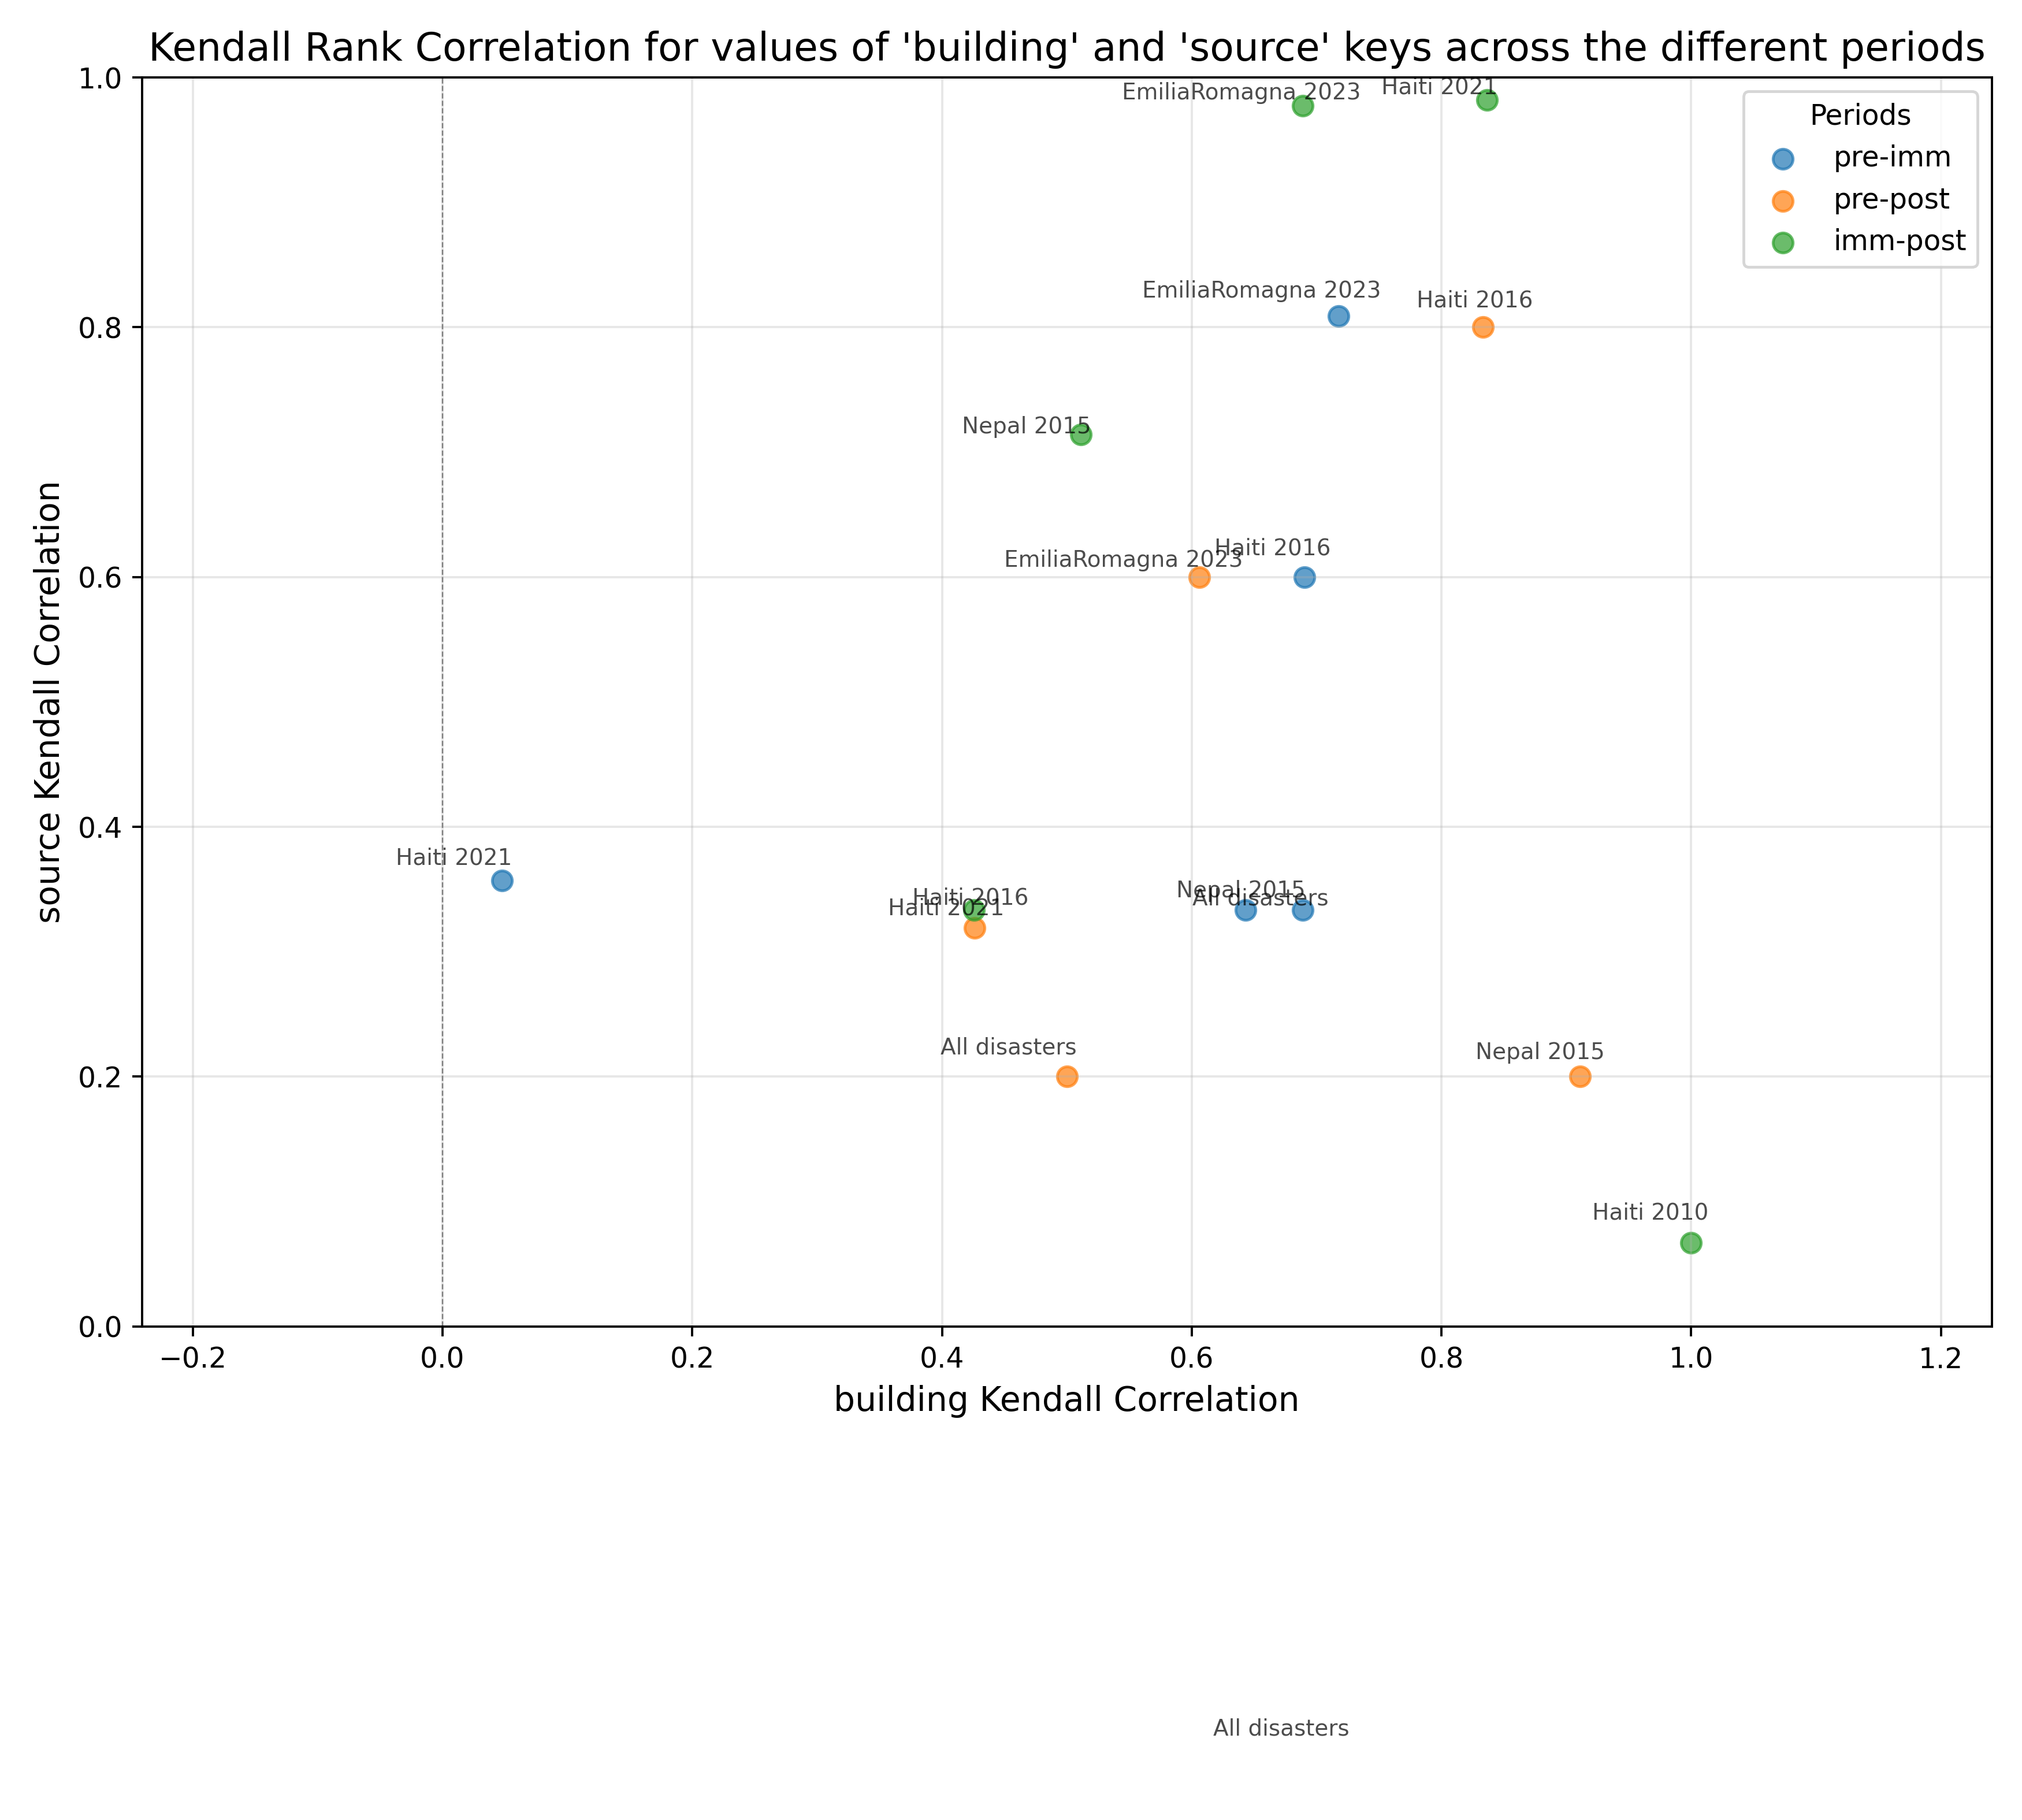 Kendall Rank Correlation for values of 'building' and 'source' keys across the different periods
1.0
0.8
0.6
0.4
0.2
0.0
source Kendall Correlation
EmiliaRomagna 2023
Haiti 2021
Periods
pre-imm
pre-post
imm-post
EmiliaRomagna 2023
Haiti 2016
Nepal 2015
EmiliaRomagna 2023
Haiti 2016
Haiti 2021
Haiti 2016
Haiti 2021
Nepal 2015
All disasters
All disasters
Nepal 2015
Haiti 2010
−0.2
0.0
0.2
0.4
0.6
0.8
1.0
1.2
building Kendall Correlation
All disasters